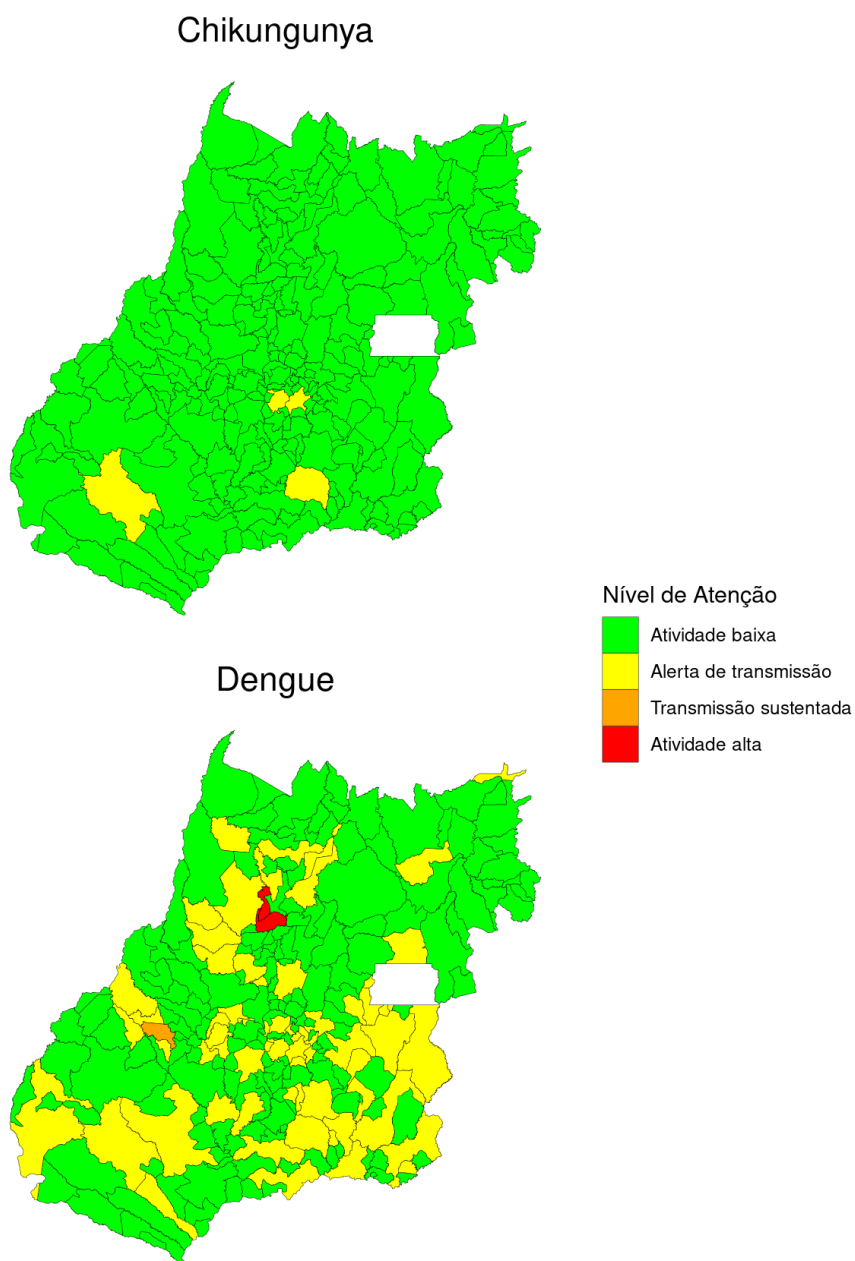 Chikungunya
Nível de Atenção
Atividade baixa
Alerta de transmissão
Transmissão sustentada
Atividade alta
Dengue